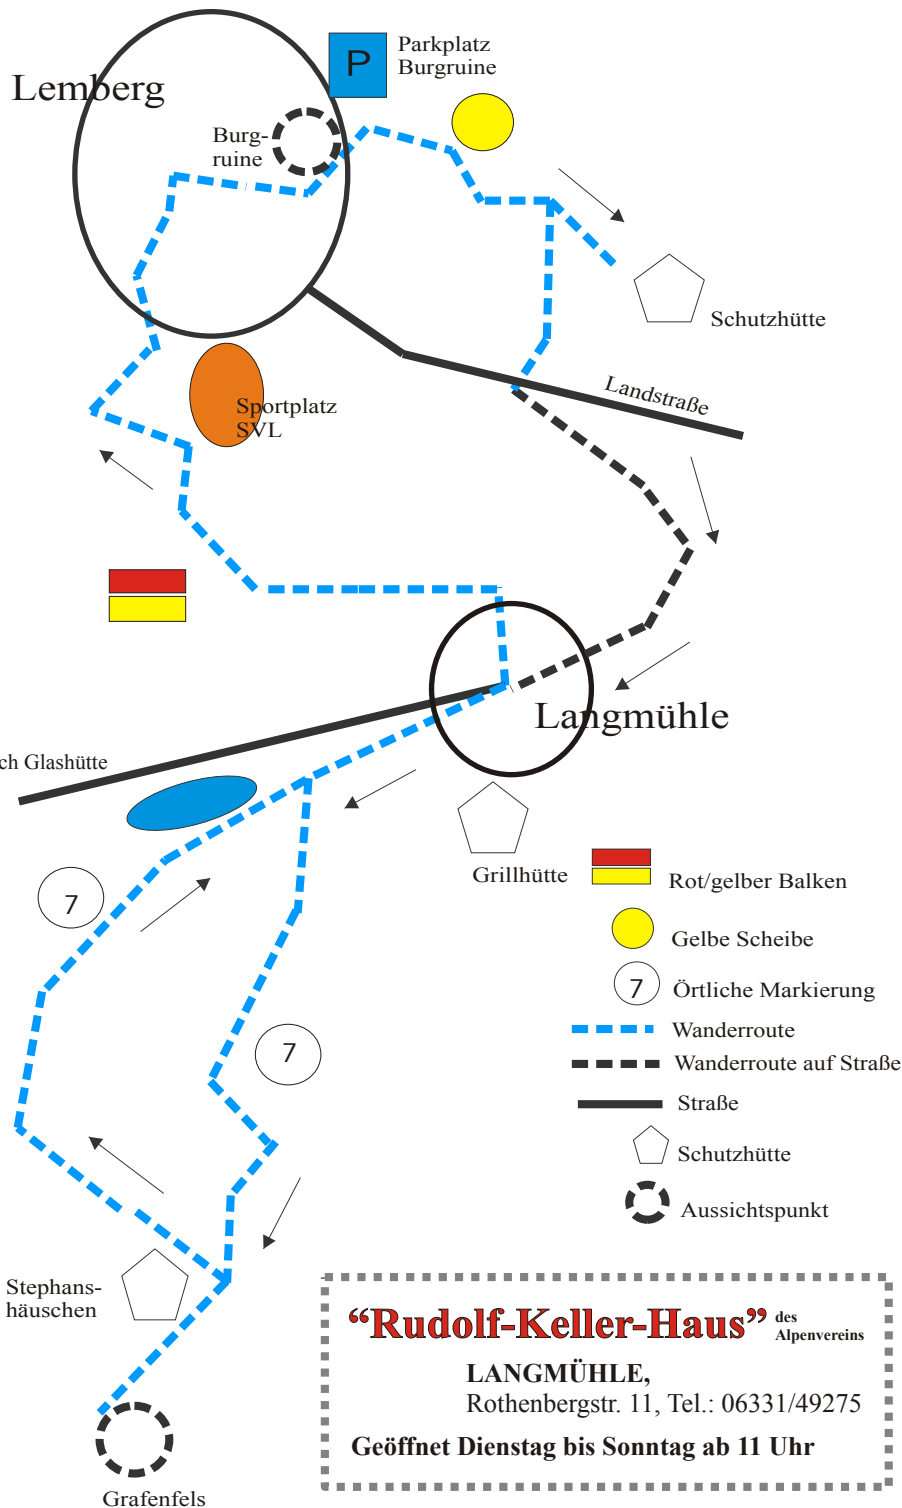 P
Parkplatz
Burgruine
Lemberg
Burg-
ruine
Schutzhütte
Landstraße
Sportplatz
SVL
Langmühle
ch Glashütte
Grillhütte
7
7
Rot/gelber Balken
Gelbe Scheibe
7 Örtliche Markierung
Wanderroute
Wanderroute auf Straße
Straße
Schutzhütte
Aussichtspunkt
Stephans-
häuschen
Grafenfels
“Rudolf-Keller-Haus” des
Alpenvereins
LANGMÜHLE,
Rothenbergstr. 11, Tel.: 06331/49275
Geöffnet Dienstag bis Sonntag ab 11 Uhr